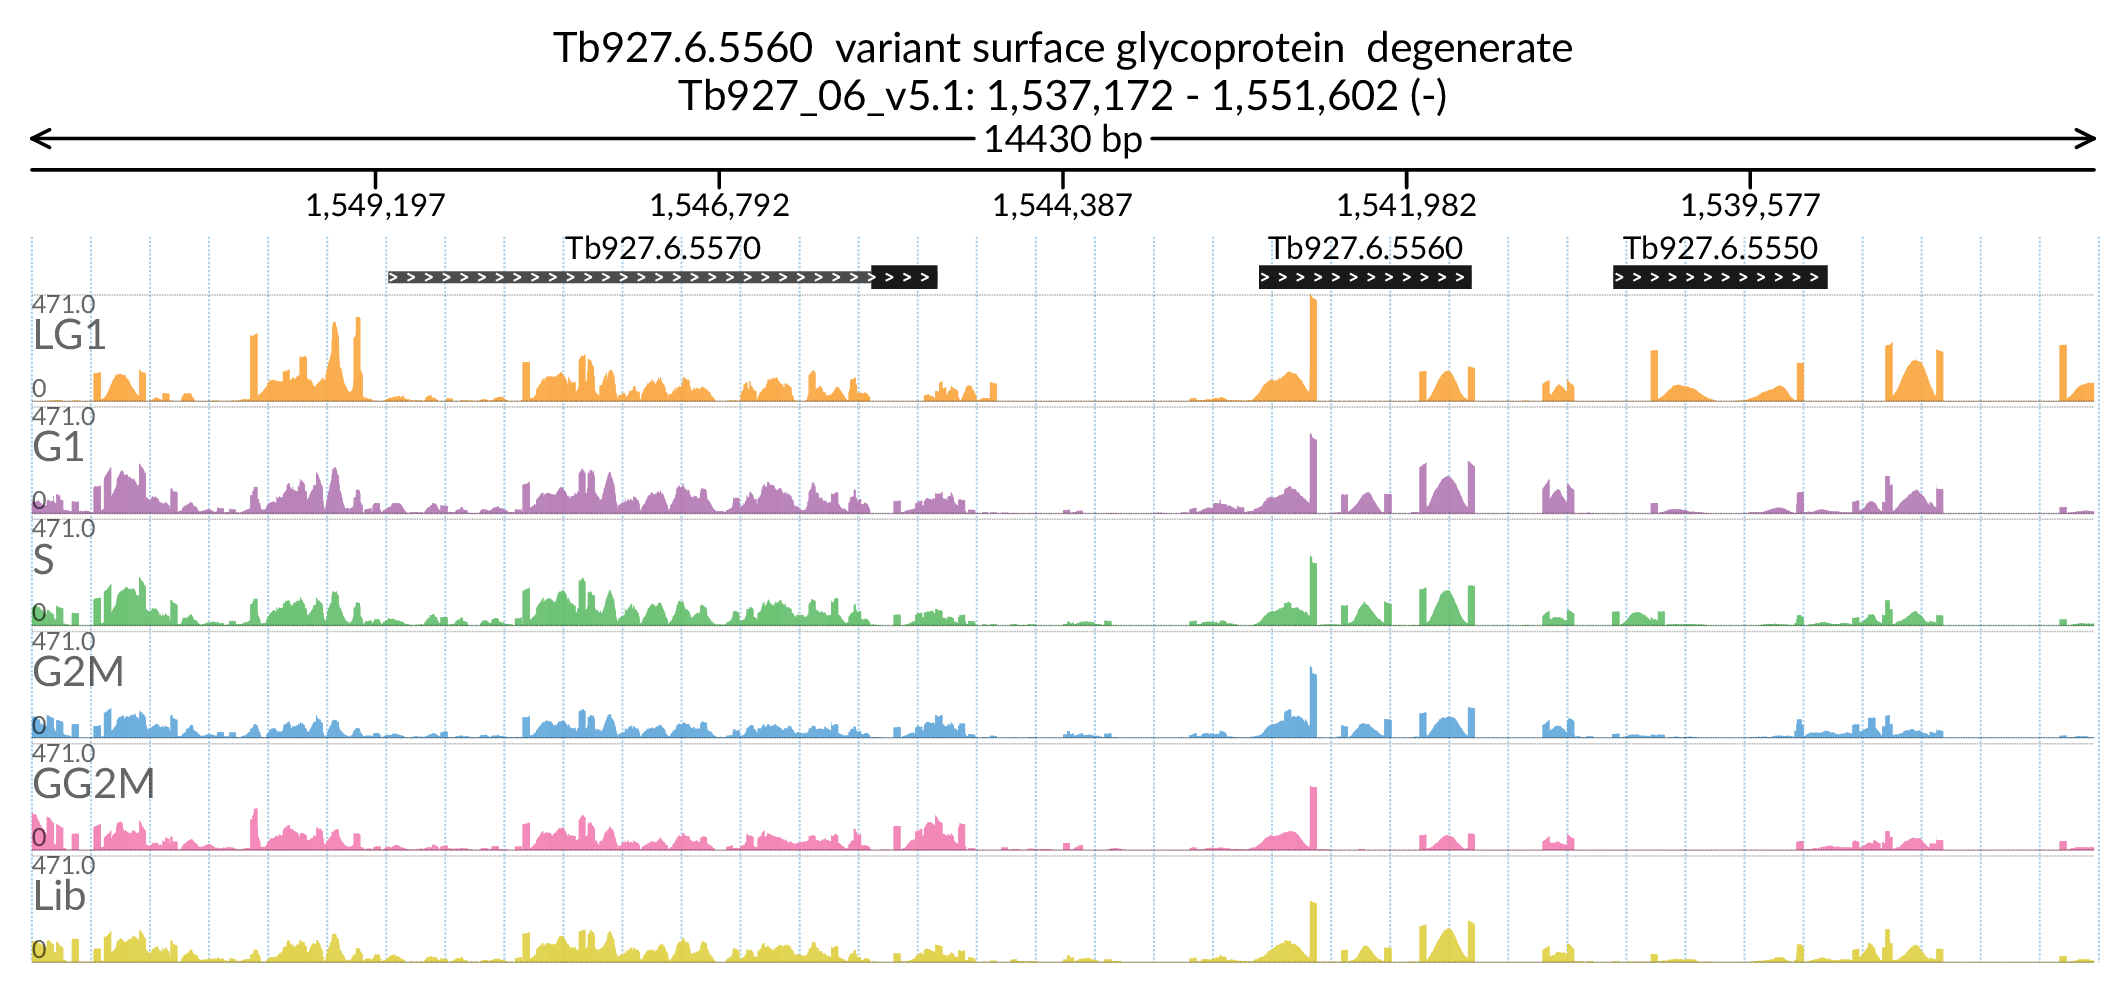 Tb927.6.5560  variant surface glycoprotein  degenerate
Tb927_06_v5.1: 1,537,172 - 1,551,602 (-)
14430 bp
1,549,197 1,546,792 1,544,387 1,541,982 1,539,577
Tb927.6.5570 Tb927.6.5560 Tb927.6.5550
471.0
LG1
0
471.0
G1
0
471.0
S
0
471.0
G2M
0
471.0
GG2M
0
471.0
Lib
0